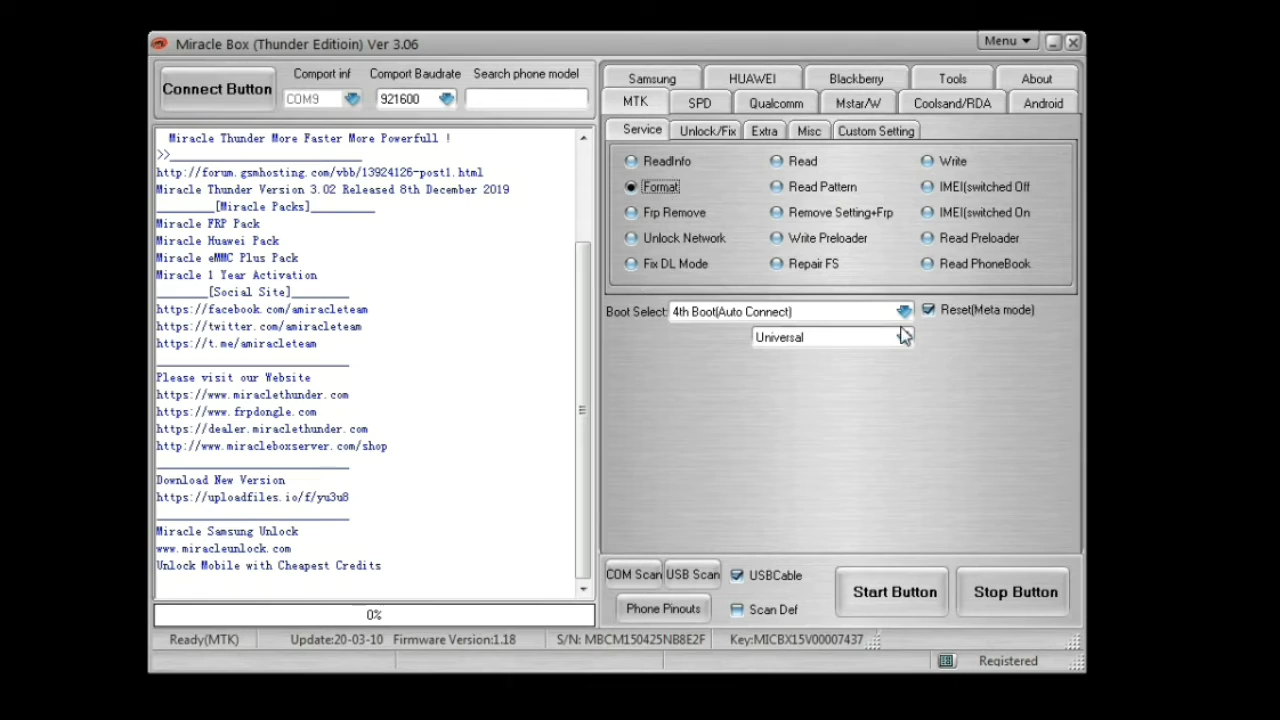 Miracle Box (Thunder Editioin) Ver 3.06
Menu
Connect Button
Comport inf
Comport Baudrate
Search phone model
COM9
921600
Miracle Thunder More Faster More Powerfull !
>>
http://forum.gsmhosting.com/vbb/13924126-post1.html
Miracle Thunder Version 3.02 Released 8th December 2019
[Miracle Packs]
Miracle FRP Pack
Miracle Huawei Pack
Miracle eMMC Plus Pack
Miracle 1 Year Activation
[Social Site]
https://facebook.com/amiracleteam
https://twitter.com/amiracleteam
https://t.me/amiracleteam
Please visit our Website
https://www.miraclethunder.com
https://www.frpdongle.com
https://dealer.miraclethunder.com
http://www.miracleboxserver.com/shop
Download New Version
https://uploadfiles.io/f/yu3u8
Miracle Samsung Unlock
www.miracleunlock.com
Unlock Mobile with Cheapest Credits
0%
Samsung HUAWEI Blackberry Tools About
MTK SPD Qualcomm Mstar/W Coolsand/RDA Android
Service Unlock/Fix Extra Misc Custom Setting
ReadInfo Read Write
Format Read Pattern IMEI(switched Off
Frp Remove Remove Setting+Frp IMEI(switched On
Unlock Network Write Preloader Read Preloader
Fix DL Mode Repair FS Read PhoneBook
Boot Select: 4th Boot(Auto Connect) Reset(Meta mode)
Universal
COM Scan USB Scan USBCable
Phone Pinouts Scan Def
Start Button Stop Button
Ready(MTK) Update:20-03-10 Firmware Version:1.18 S/N: MBCM150425NB8E2F Key:MICBX15V00007437
Registered